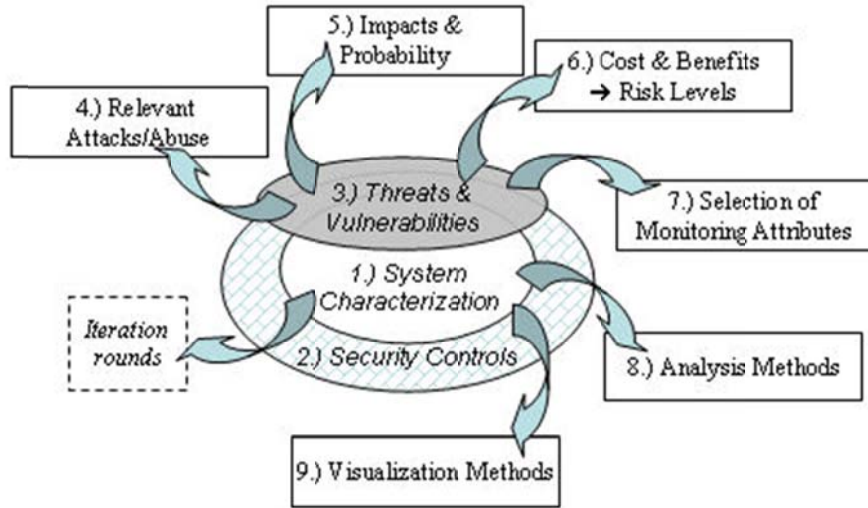 5.) Impacts &
Probability
6.) Cost & Benefits
→ Risk Levels
4.) Relevant
Attacks/Abuse
3.) Threats &
Vulnerabilities
7.) Selection of
Monitoring Attributes
1.) System
Characterization
Iteration
rounds
2.) Security Controls
8.) Analysis Methods
9.) Visualization Methods